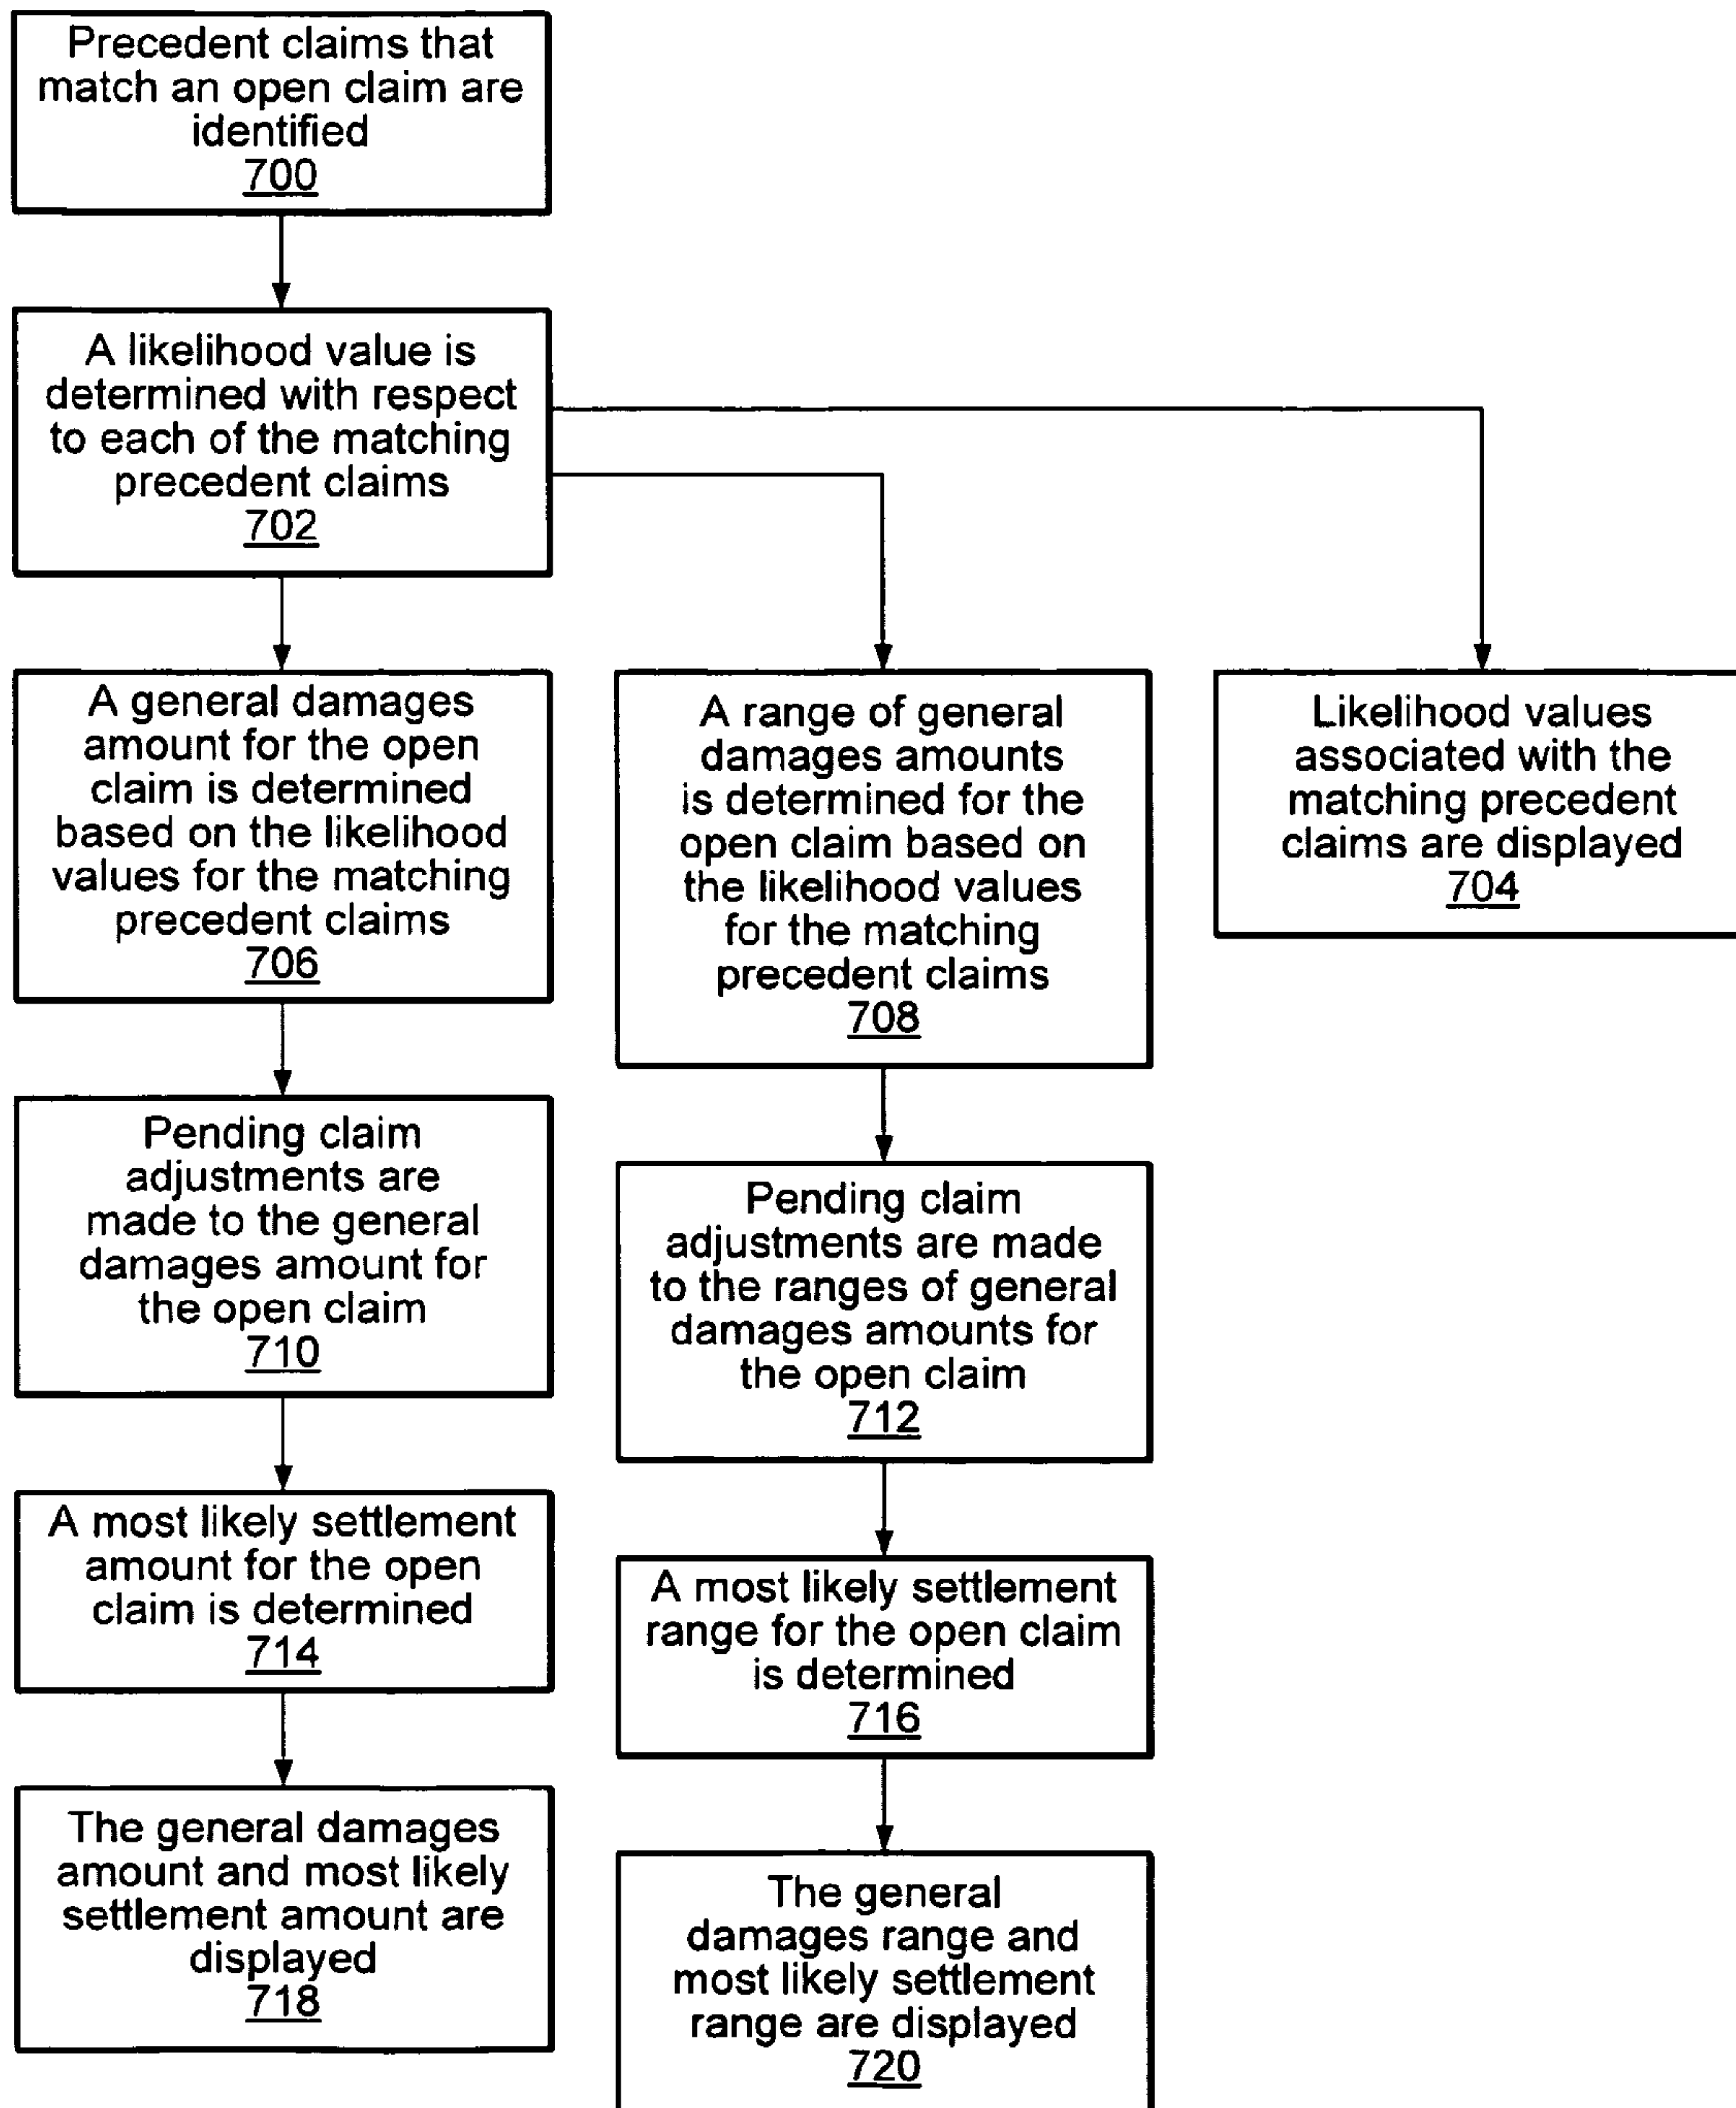 Precedent claims that
match an open claim are
identified
700
A likelihood value is
determined with respect
to each of the matching
precedent claims
702
A general damages
amount for the open
claim is determined
based on the likelihood
values for the matching
precedent claims
706
A range of general
damages amounts
is determined for the
open claim based on
the likelihood values
for the matching
precedent claims
708
Likelihood values
associated with the
matching precedent
claims are displayed
704
Pending claim
adjustments are
made to the general
damages amount for
the open claim
710
Pending claim
adjustments are made
to the ranges of general
damages amounts for
the open claim
712
A most likely settlement
amount for the open
claim is determined
714
A most likely settlement
range for the open claim
is determined
716
The general damages
amount and most likely
settlement amount are
displayed
718
The general
damages range and
most likely settlement
range are displayed
720